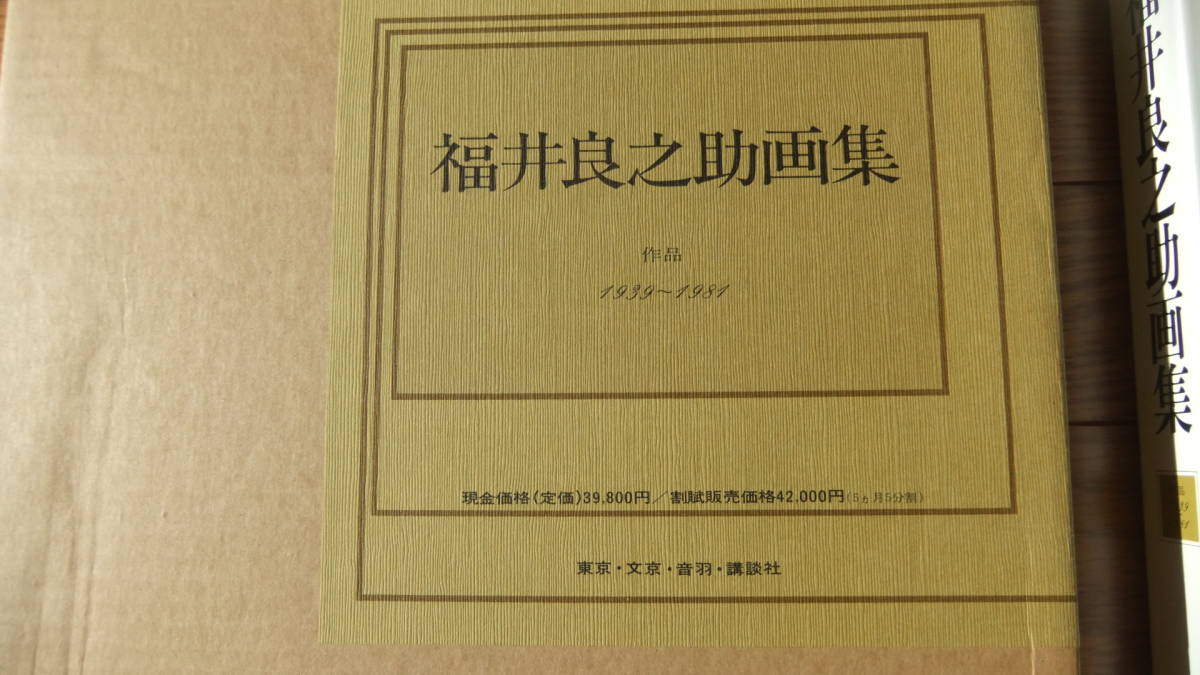 福井良之助画集
作品
1939~1981
現金価格(定価)39,800円/割賦販売価格42,000円(5ヵ月5分割)
東京・文京・音羽・講談社
福井良之助画集